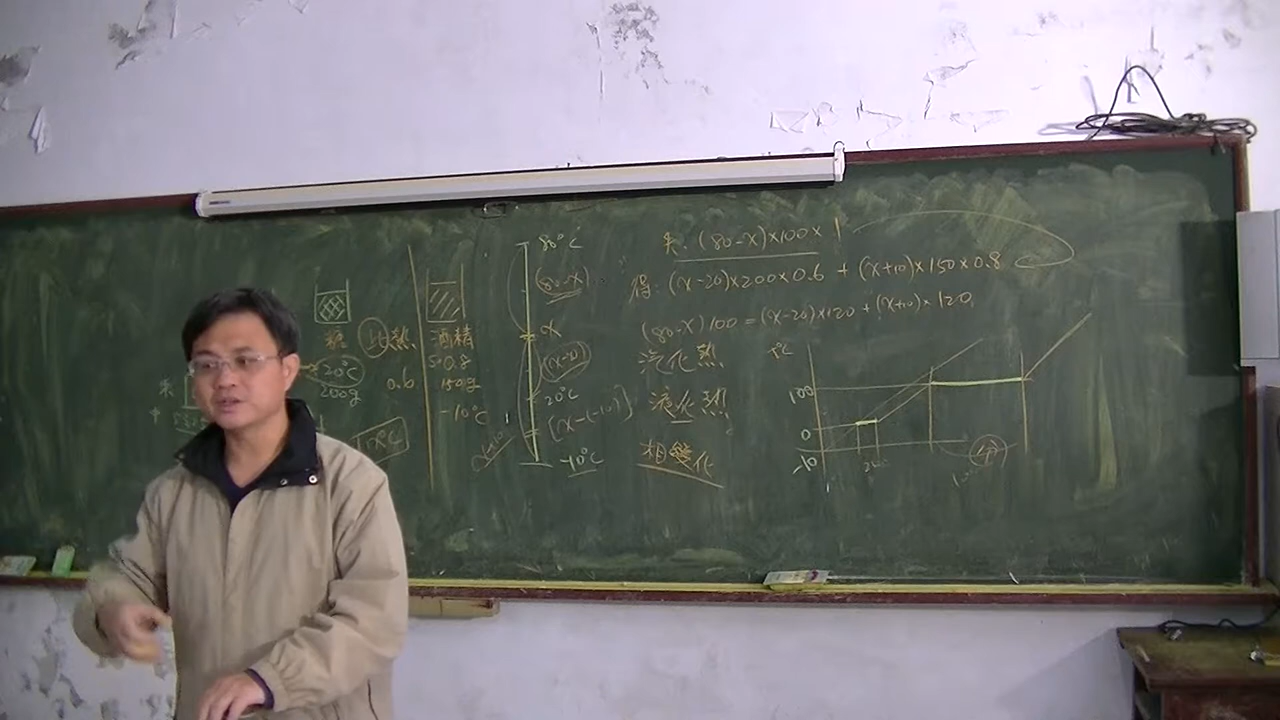 糖 比熱 酒精
20°C
200g
0.6
0.8
150g
-10°C
80°C
(80-x)
x
(x-20)
20°C
[x-(-10)]
-10°C
失: (80-x)×100×1
得: (x-20)×200×0.6 + (x+10)×150×0.8
(80-x)100 = (x-20)×120 + (x+10)×120
汽化熱
液化熱
相變化
T°C
100
0
-10